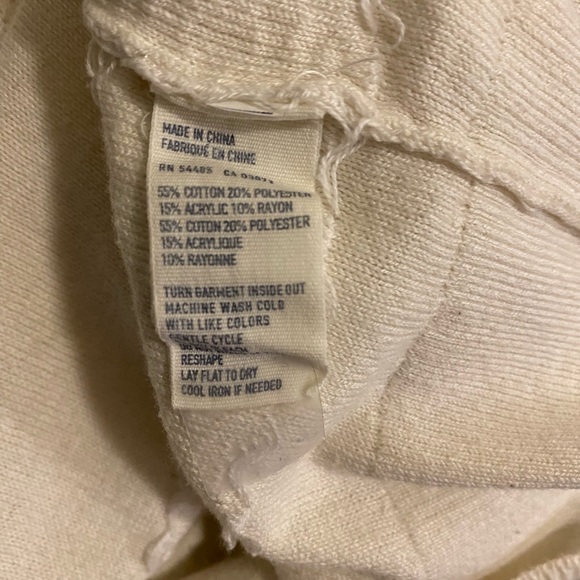 MADE IN CHINA
FABRIQUÉ EN CHINE
RN 54485 CA
55% COTTON 20% POLYESTER
15% ACRYLIC 10% RAYON
55% COTON 20% POLYESTER
15% ACRYLIQUE
10% RAYONNE
TURN GARMENT INSIDE OUT
MACHINE WASH COLD
WITH LIKE COLORS
GENTLE CYCLE
RESHAPE
LAY FLAT TO DRY
COOL IRON IF NEEDED